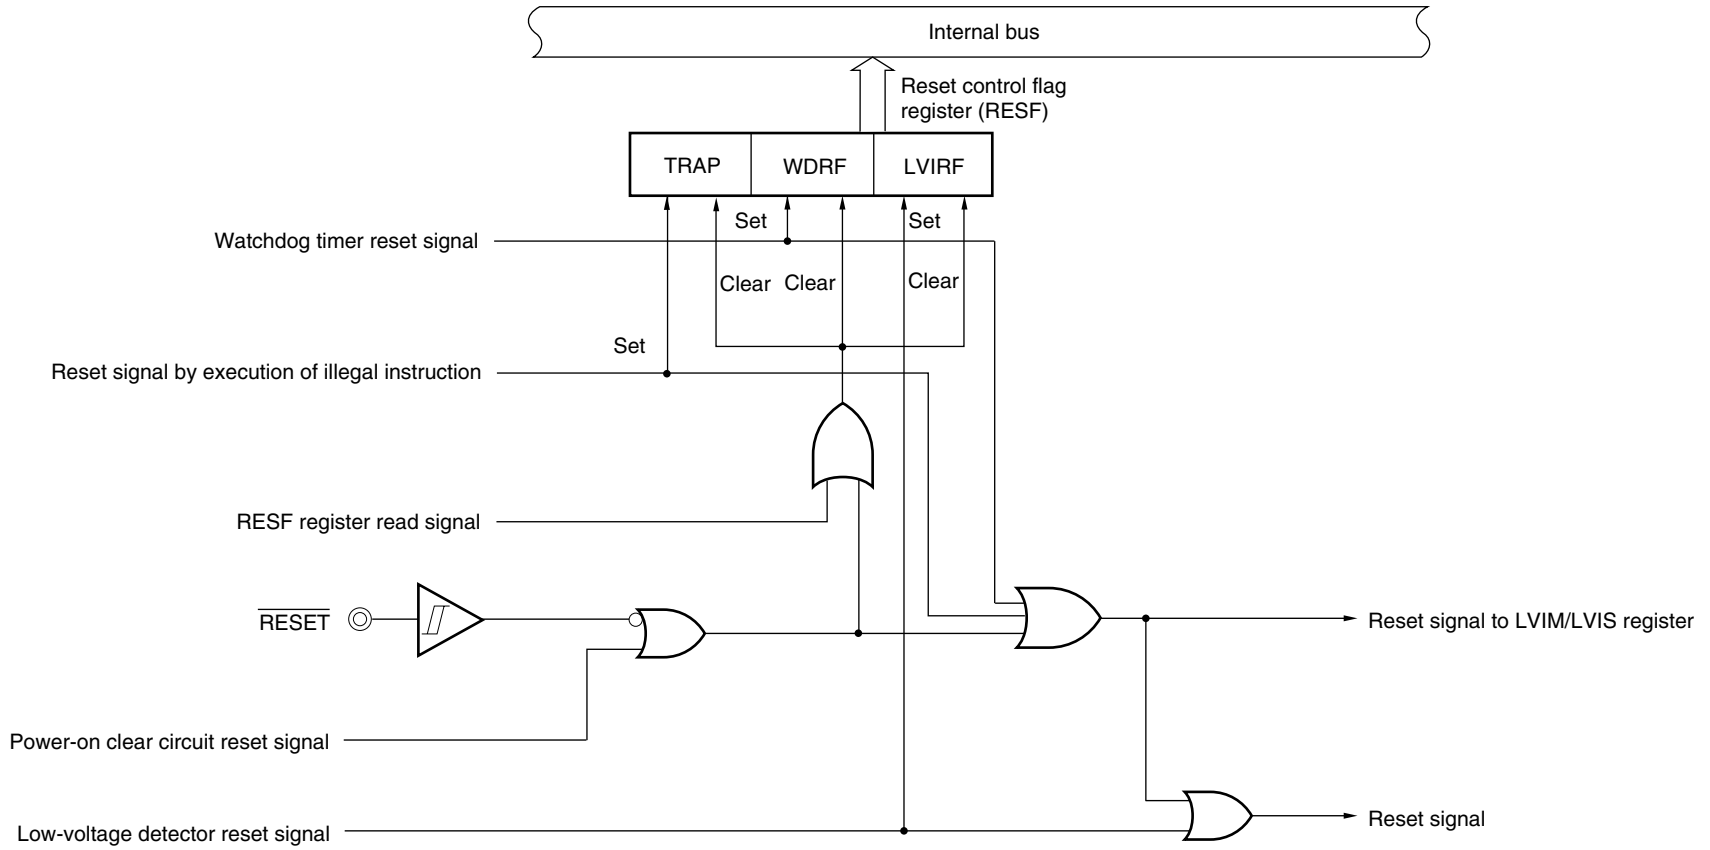 Internal bus
Reset control flag
register (RESF)
TRAP
WDRF
LVIRF
Set
Set
Watchdog timer reset signal
Clear
Clear
Clear
Set
Reset signal by execution of illegal instruction
RESF register read signal
RESET
Reset signal to LVIM/LVIS register
Power-on clear circuit reset signal
Low-voltage detector reset signal
Reset signal